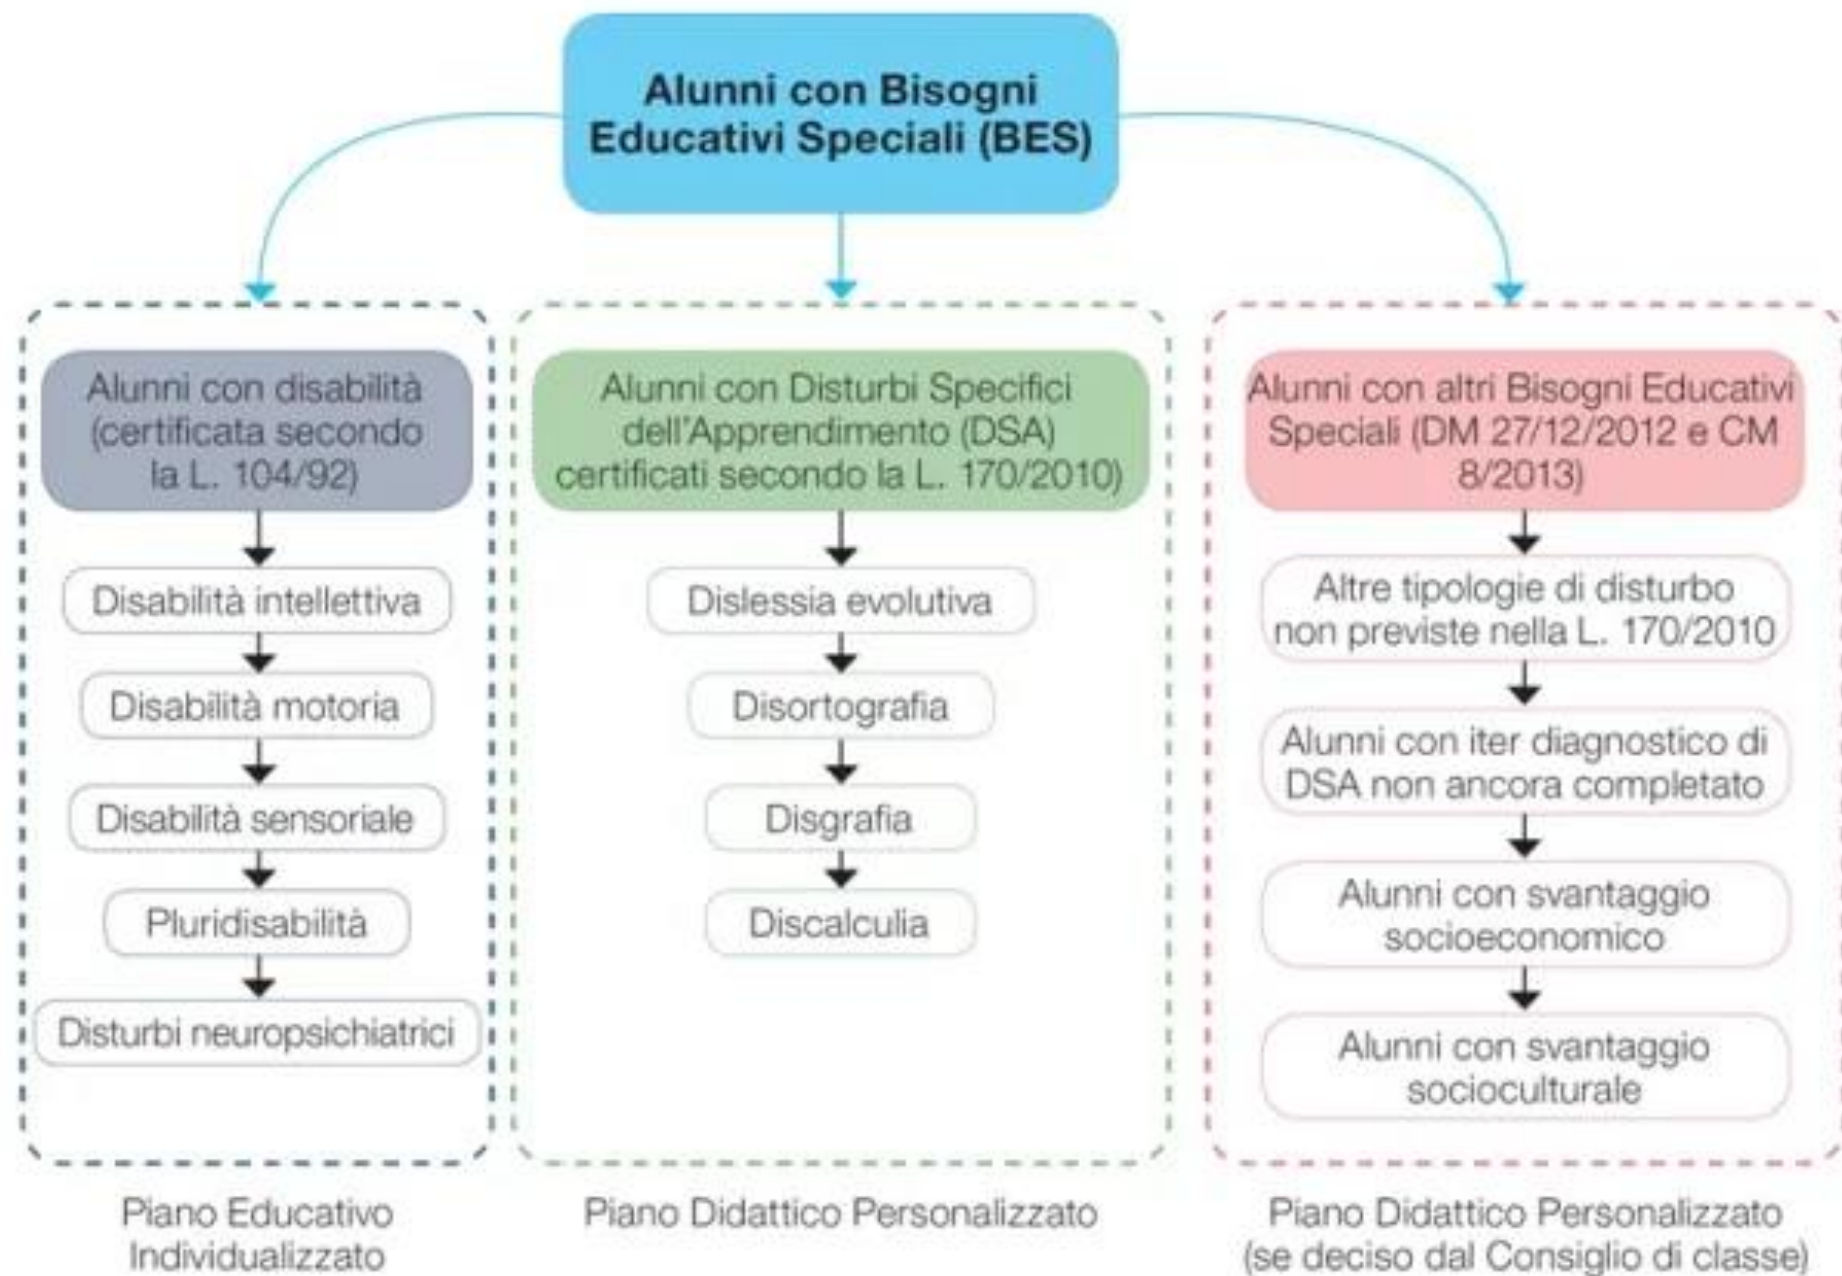 Alunni con Bisogni
Educativi Speciali (BES)
Alunni con disabilità
(certificata secondo
la L. 104/92)
Disabilità intellettiva
Disabilità motoria
Disabilità sensoriale
Pluridisabilità
Disturbi neuropsichiatrici
Piano Educativo
Individualizzato
Alunni con Disturbi Specifici
dell'Apprendimento (DSA)
certificati secondo la L. 170/2010)
Dislessia evolutiva
Disortografia
Disgrafia
Discalculia
Piano Didattico Personalizzato
Alunni con altri Bisogni Educativi
Speciali (DM 27/12/2012 e CM
8/2013)
Altre tipologie di disturbo
non previste nella L. 170/2010
Alunni con iter diagnostico di
DSA non ancora completato
Alunni con svantaggio
socioeconomico
Alunni con svantaggio
socioculturale
Piano Didattico Personalizzato
(se deciso dal Consiglio di classe)